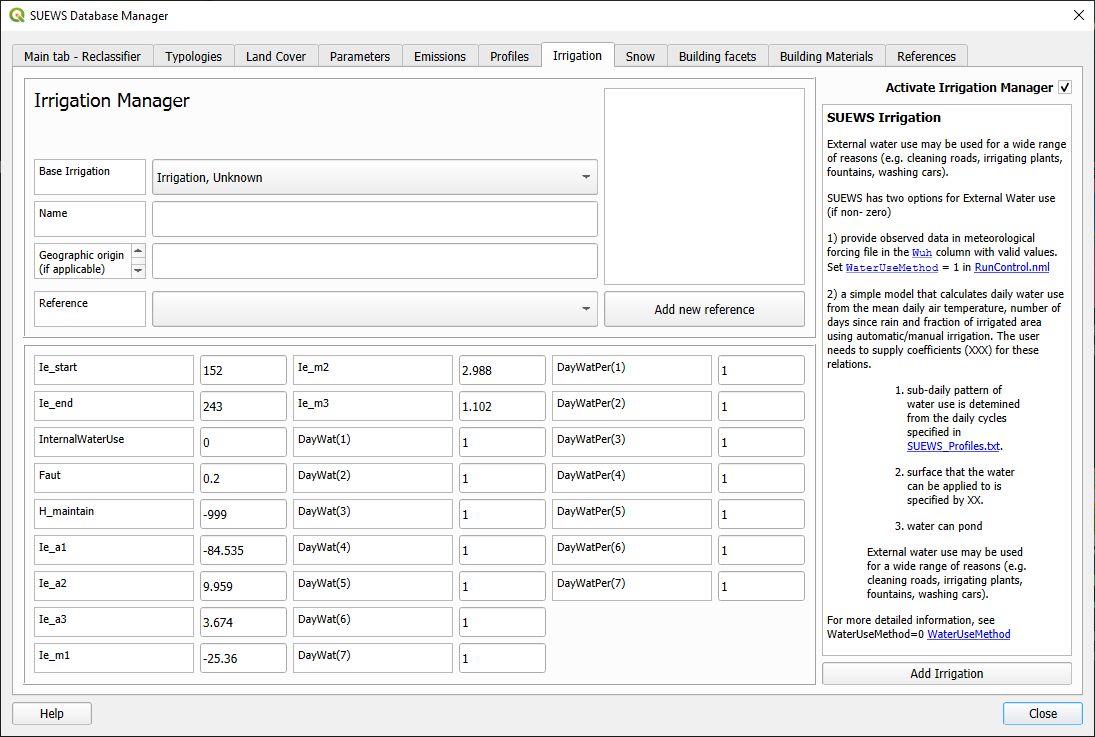 SUEWS Database Manager
Main tab - Reclassifier
Typologies
Land Cover
Parameters
Emissions
Profiles
Irrigation
Snow
Building facets
Building Materials
References
Irrigation Manager
Base Irrigation
Irrigation, Unknown
Name
Geographic origin
(if applicable)
Reference
Add new reference
Ie_start
152
Ie_m2
2.988
DayWatPer(1)
1
Ie_end
243
Ie_m3
1.102
DayWatPer(2)
1
InternalWaterUse
0
DayWat(1)
1
DayWatPer(3)
1
Faut
0.2
DayWat(2)
1
DayWatPer(4)
1
H_maintain
-999
DayWat(3)
1
DayWatPer(5)
1
Ie_a1
-84.535
DayWat(4)
1
DayWatPer(6)
1
Ie_a2
9.959
DayWat(5)
1
DayWatPer(7)
1
Ie_a3
3.674
DayWat(6)
1
Ie_m1
-25.36
DayWat(7)
1
Activate Irrigation Manager
SUEWS Irrigation
External water use may be used for a wide range
of reasons (e.g. cleaning roads, irrigating plants,
fountains, washing cars).
SUEWS has two options for External Water use
(if non- zero)
1) provide observed data in meteorological
forcing file in the Wuh column with valid values.
Set WaterUseMethod = 1 in RunControl.nml
2) a simple model that calculates daily water use
from the mean daily air temperature, number of
days since rain and fraction of irrigated area
using automatic/manual irrigation. The user
needs to supply coefficients (XXX) for these
relations.
1. sub-daily pattern of
water use is detemined
from the daily cycles
specified in
SUEWS_Profiles.txt.
2. surface that the water
can be applied to is
specified by XX.
3. water can pond
External water use may be used
for a wide range of reasons (e.g.
cleaning roads, irrigating plants,
fountains, washing cars).
For more detailed information, see
WaterUseMethod=0 WaterUseMethod
Add Irrigation
Help
Close